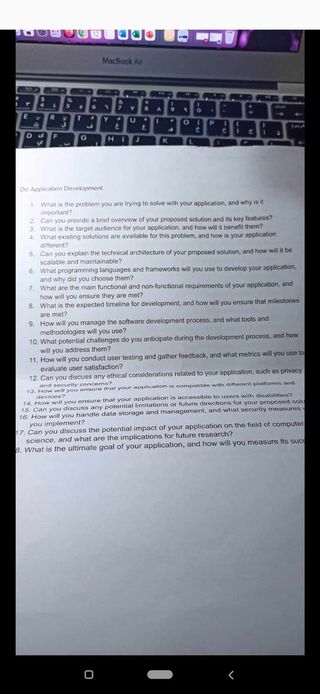 MacBook Air
On Application Development
1. What is the problem you are trying to solve with your application, and why is it
important?
2. Can you provide a brief overview of your proposed solution and its key features?
3. What is the target audience for your application, and how will it benefit them?
4. What existing solutions are available for this problem, and how is your application
different?
5. Can you explain the technical architecture of your proposed solution, and how will it be
scalable and maintainable?
6. What programming languages and frameworks will you use to develop your application,
and why did you choose them?
7. What are the main functional and non-functional requirements of your application, and
how will you ensure they are met?
8. What is the expected timeline for development, and how will you ensure that milestones
are met?
9. How will you manage the software development process, and what tools and
methodologies will you use?
10. What potential challenges do you anticipate during the development process, and how
will you address them?
11. How will you conduct user testing and gather feedback, and what metrics will you use to
evaluate user satisfaction?
12. Can you discuss any ethical considerations related to your application, such as privacy
and security concerns?
13. How will you ensure that your application is compatible with different platforms and
devices?
14. How will you ensure that your application is accessible to users with disabilities?
15. Can you discuss any potential limitations or future directions for your proposed
16. How will you handle data storage and management, and what security measures
you implement?
17. Can you discuss the potential impact of your application on the field of computer
science, and what are the implications for future research?
8. What is the ultimate goal of your application, and how will you measure its